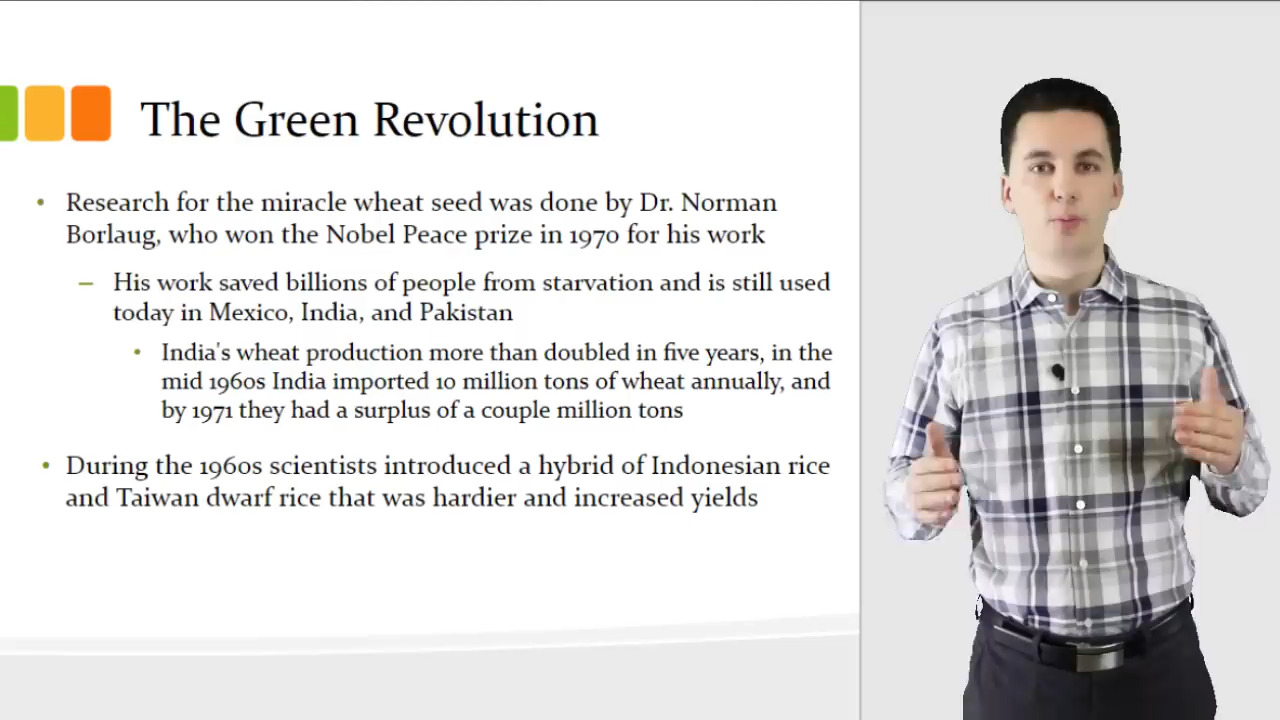 The Green Revolution
• Research for the miracle wheat seed was done by Dr. Norman
Borlaug, who won the Nobel Peace prize in 1970 for his work
– His work saved billions of people from starvation and is still used
today in Mexico, India, and Pakistan
• India's wheat production more than doubled in five years, in the
mid 1960s India imported 10 million tons of wheat annually, and
by 1971 they had a surplus of a couple million tons
• During the 1960s scientists introduced a hybrid of Indonesian rice
and Taiwan dwarf rice that was hardier and increased yields